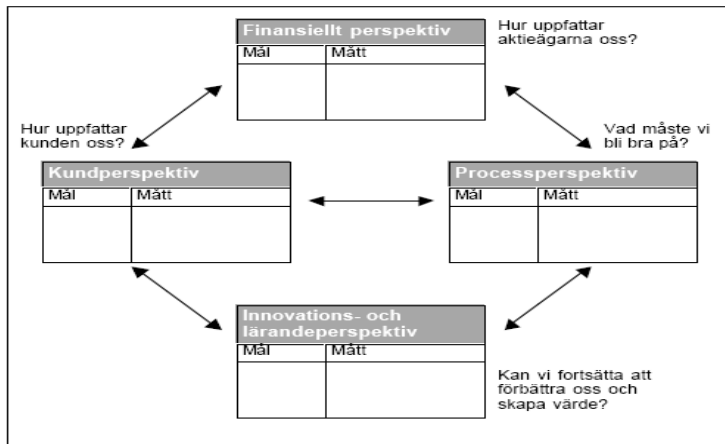 Finansiellt perspektiv
Mål Mått
Hur uppfattar
aktieägarna oss?
Hur uppfattar
kunden oss?
Vad måste vi
bli bra på?
Kundperspektiv
Mål Mått
Processperspektiv
Mål Mått
Innovations- och
lärandeperspektiv
Mål Mått
Kan vi fortsätta att
förbättra oss och
skapa värde?